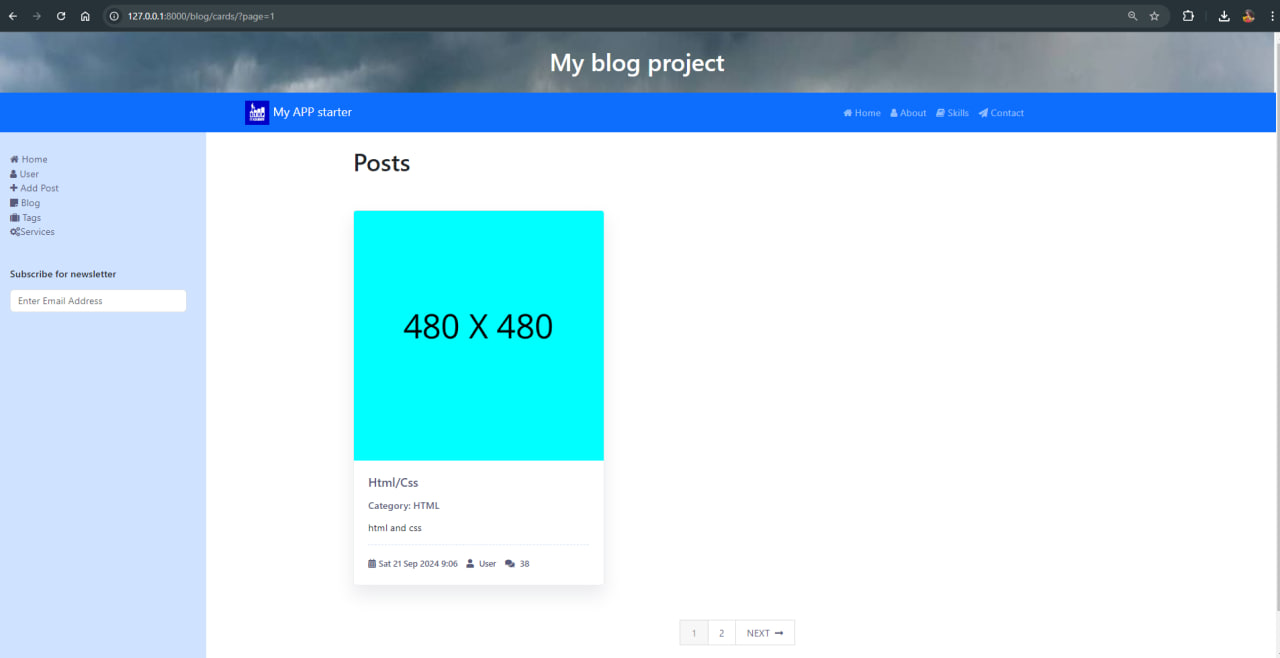 127.0.0.1:8000/blog/cards/?page=1
My blog project
My APP starter
Home About Skills Contact
Home
User
Add Post
Blog
Tags
Services
Subscribe for newsletter
Enter Email Address
Posts
480 X 480
Html/Css
Category: HTML
html and css
Sat 21 Sep 2024 9:06 User 38
1 2 NEXT